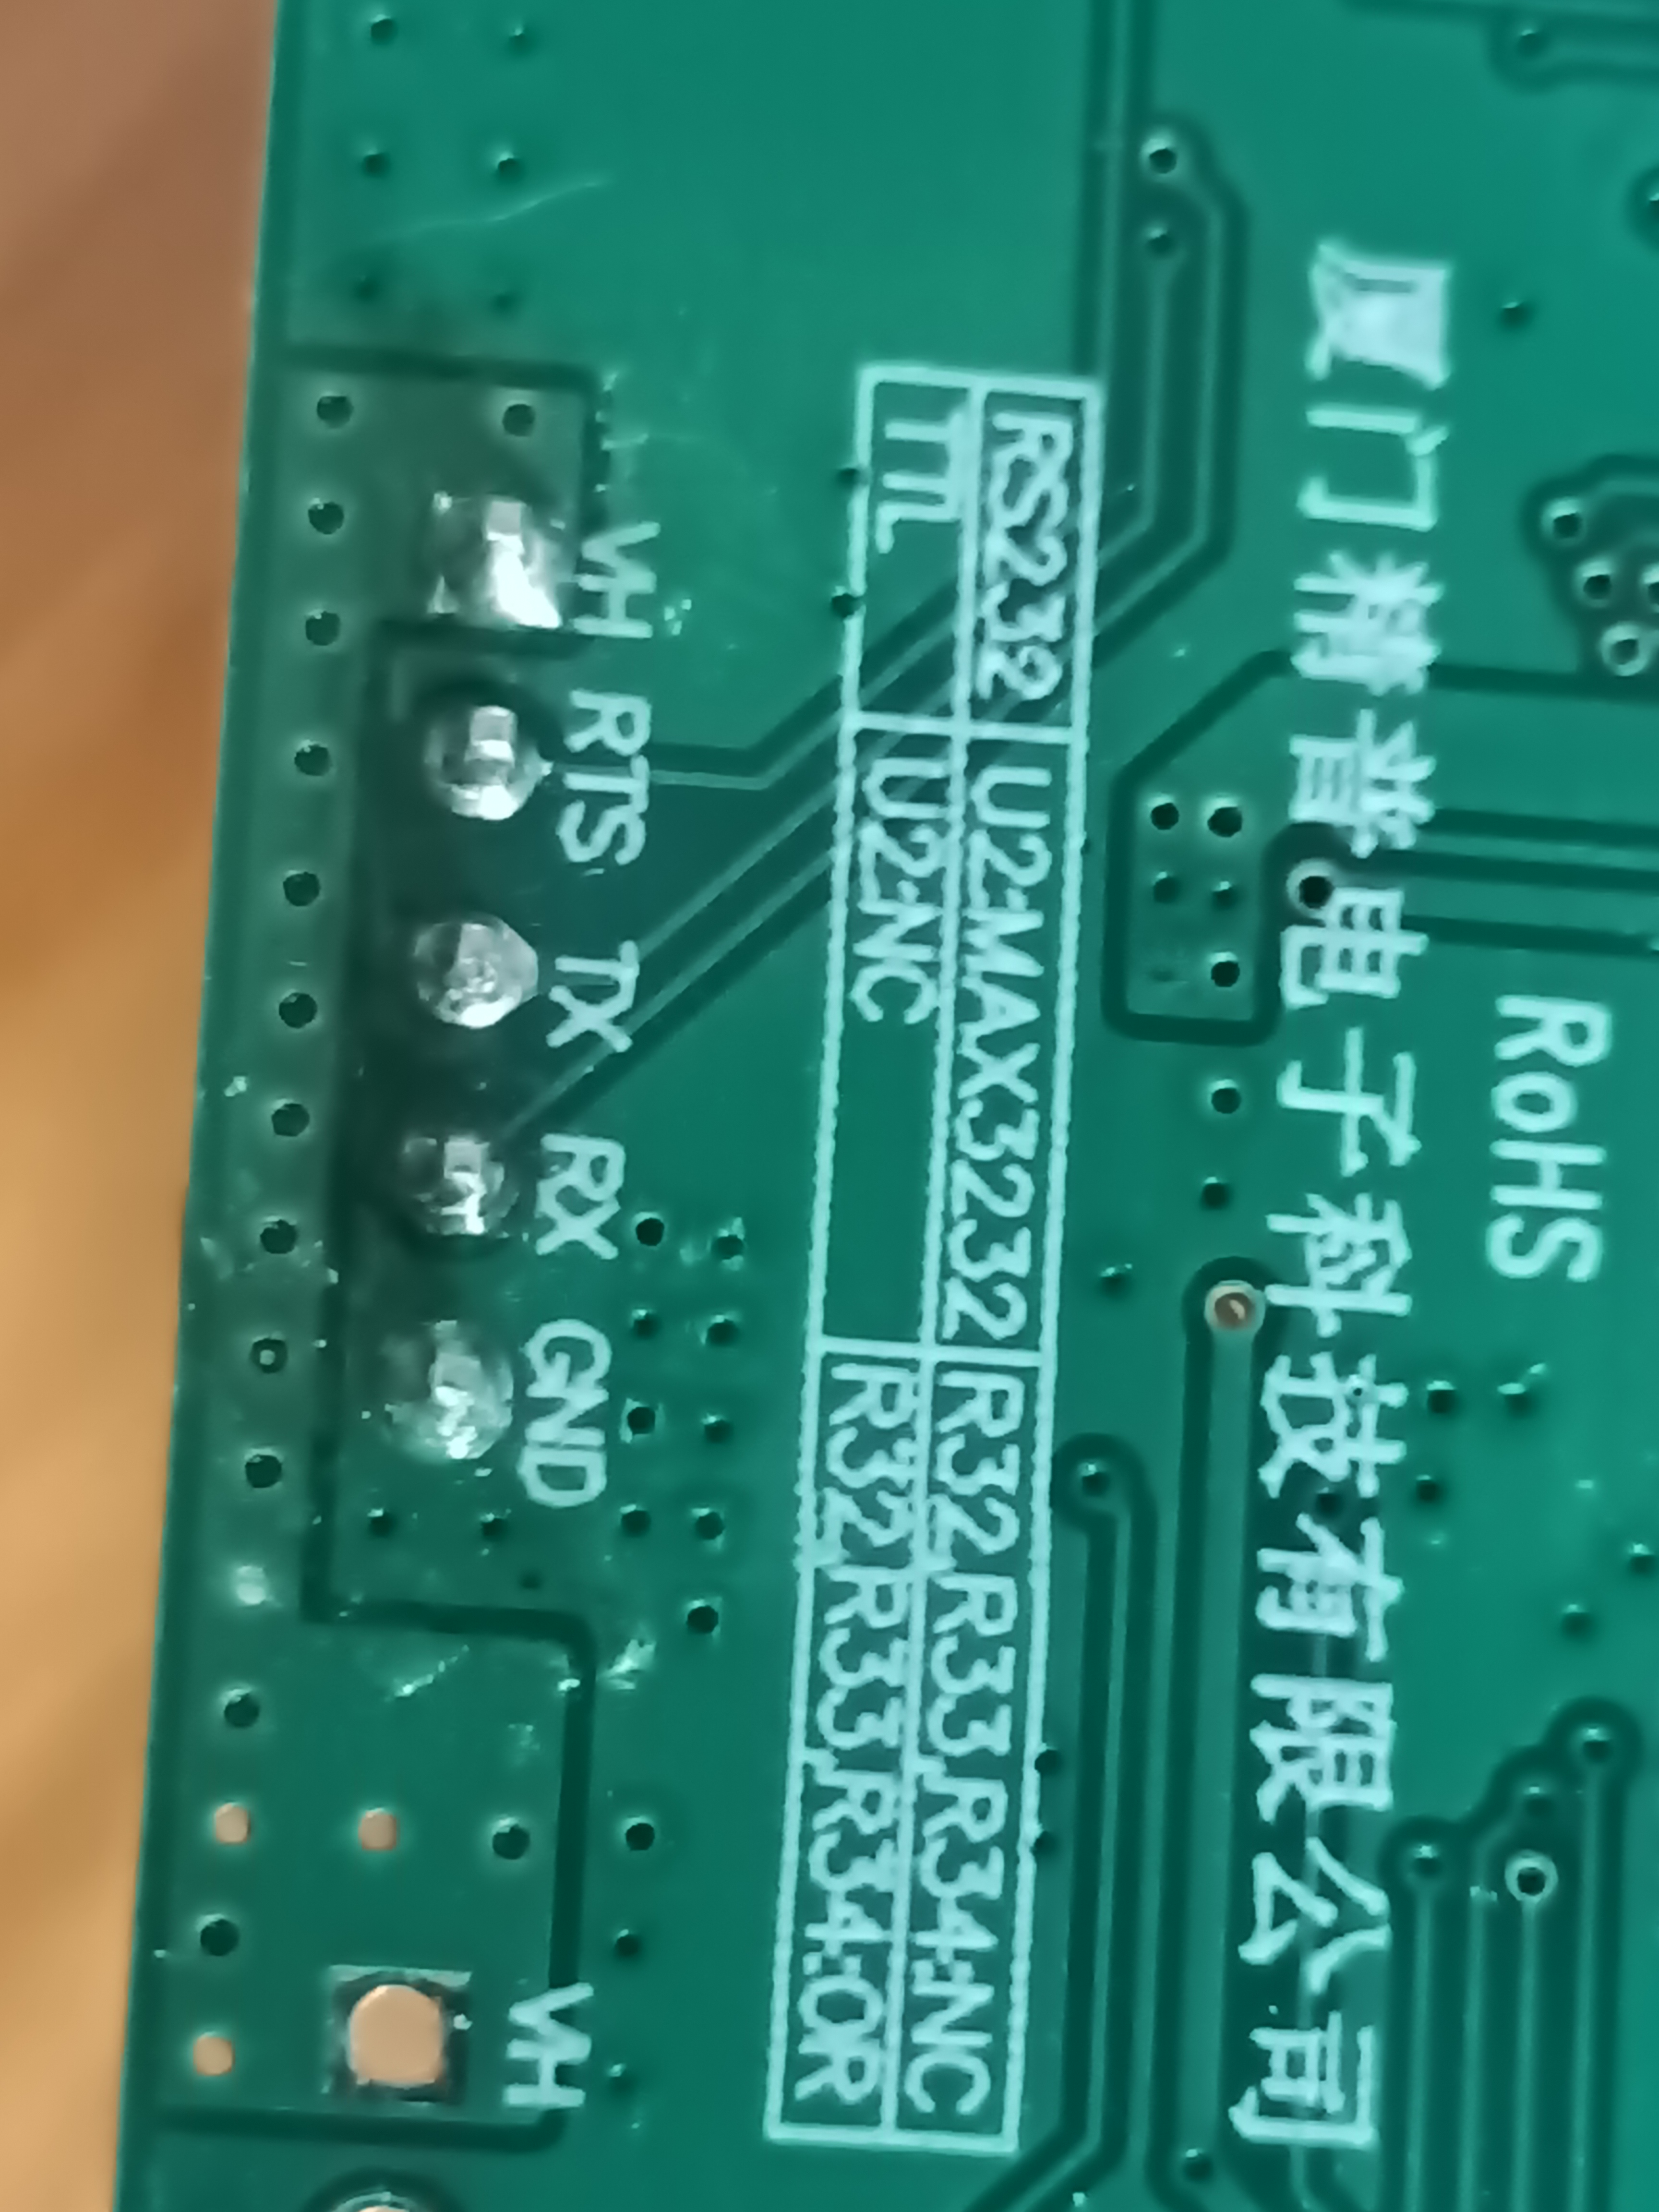 RoHS
厦门精普电子科技有限公司
RS232 U2:MAX3232 R32,R33,R34:NC
TTL U2:NC R32,R33,R34:0R
VH RTS TX RX GND VH